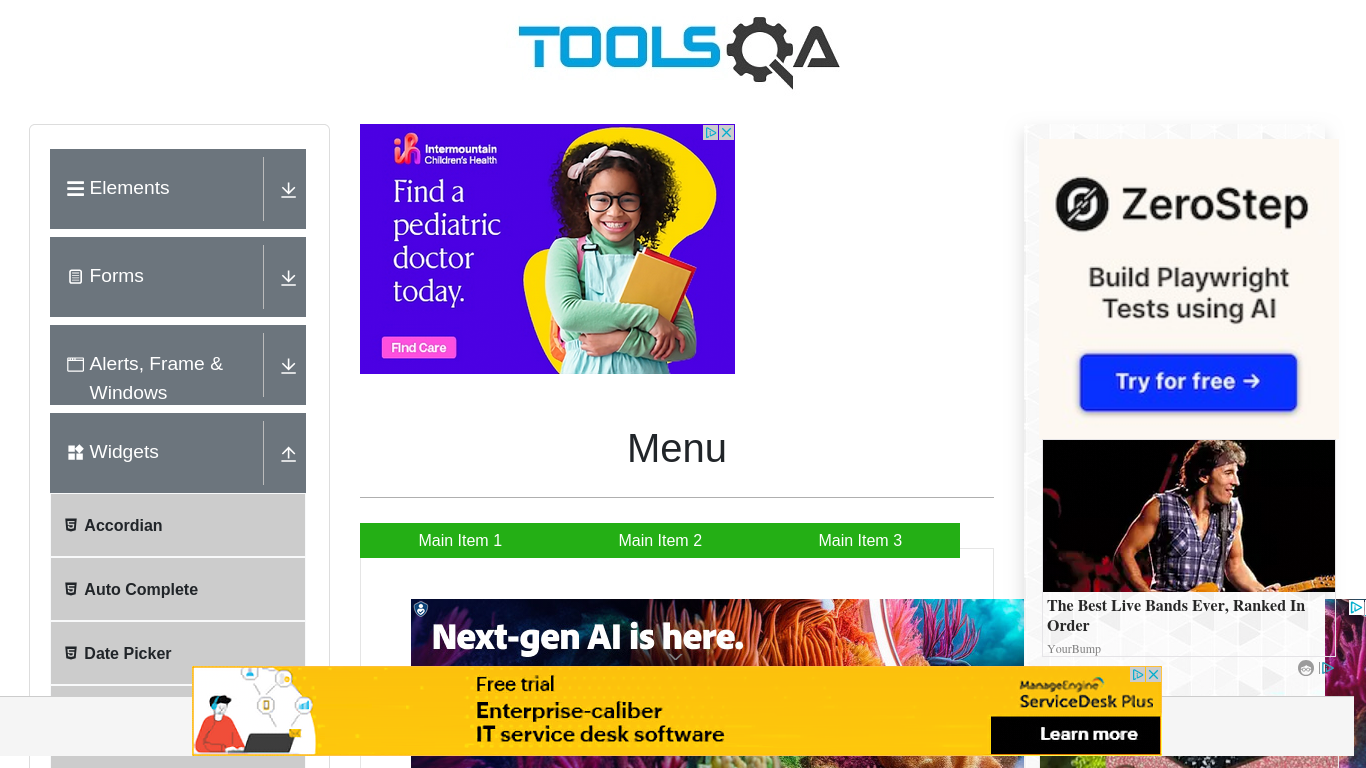 TOOLSQA
Elements
Forms
Alerts, Frame &
Windows
Widgets
Accordian
Auto Complete
Date Picker
Intermountain
Children's Health
Find a
pediatric
doctor
today.
Find Care
Menu
Main Item 1
Main Item 2
Main Item 3
Next-gen AI is here.
ZeroStep
Build Playwright
Tests using AI
Try for free →
The Best Live Bands Ever, Ranked In
Order
YourBump
Free trial
Enterprise-caliber
IT service desk software
ManageEngine
ServiceDesk Plus
Learn more